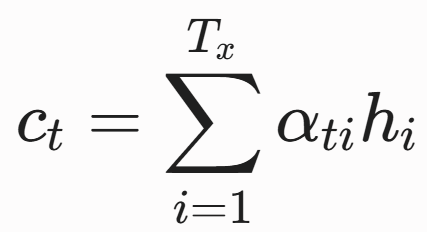 $c_t = \sum_{i=1}^{T_x} \alpha_{ti} h_i$